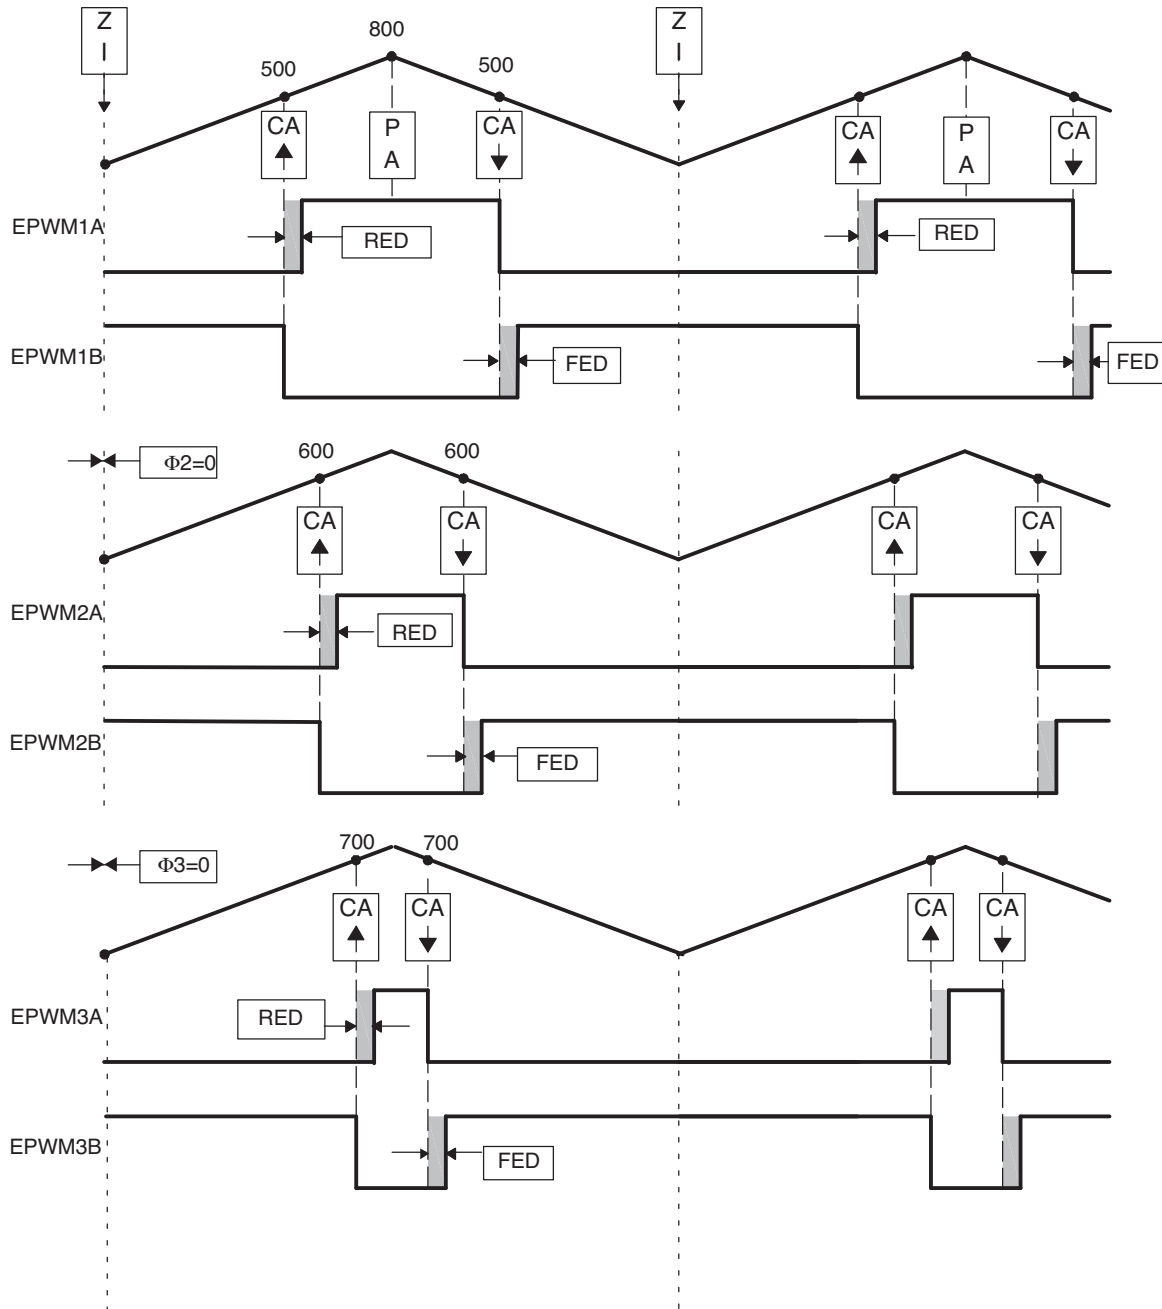 Z
I
Z
I
800
500
500
CA
P
A
CA
CA
P
A
CA
EPWM1A
RED
RED
EPWM1B
FED
FED
Φ2=0
600
600
CA
CA
CA
CA
EPWM2A
RED
EPWM2B
FED
Φ3=0
700
700
CA
CA
CA
CA
EPWM3A
RED
EPWM3B
FED